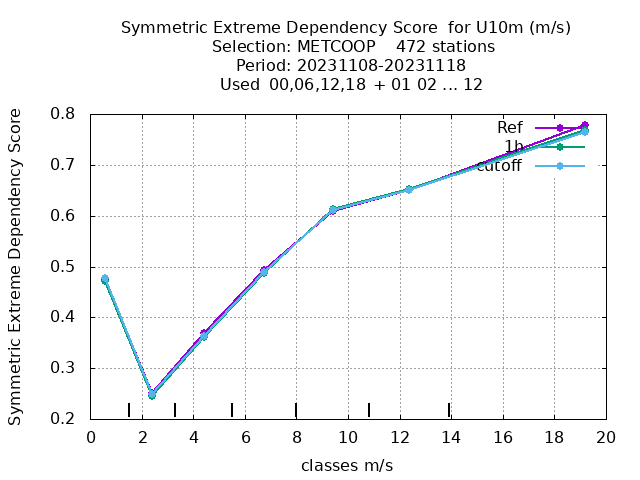 Symmetric Extreme Dependency Score for U10m (m/s)
Selection: METCOOP 472 stations
Period: 20231108-20231118
Used 00,06,12,18 + 01 02 ... 12
Symmetric Extreme Dependency Score
0.8
0.7
0.6
0.5
0.4
0.3
0.2
Ref
1h
cutoff
0 2 4 6 8 10 12 14 16 18 20
classes m/s